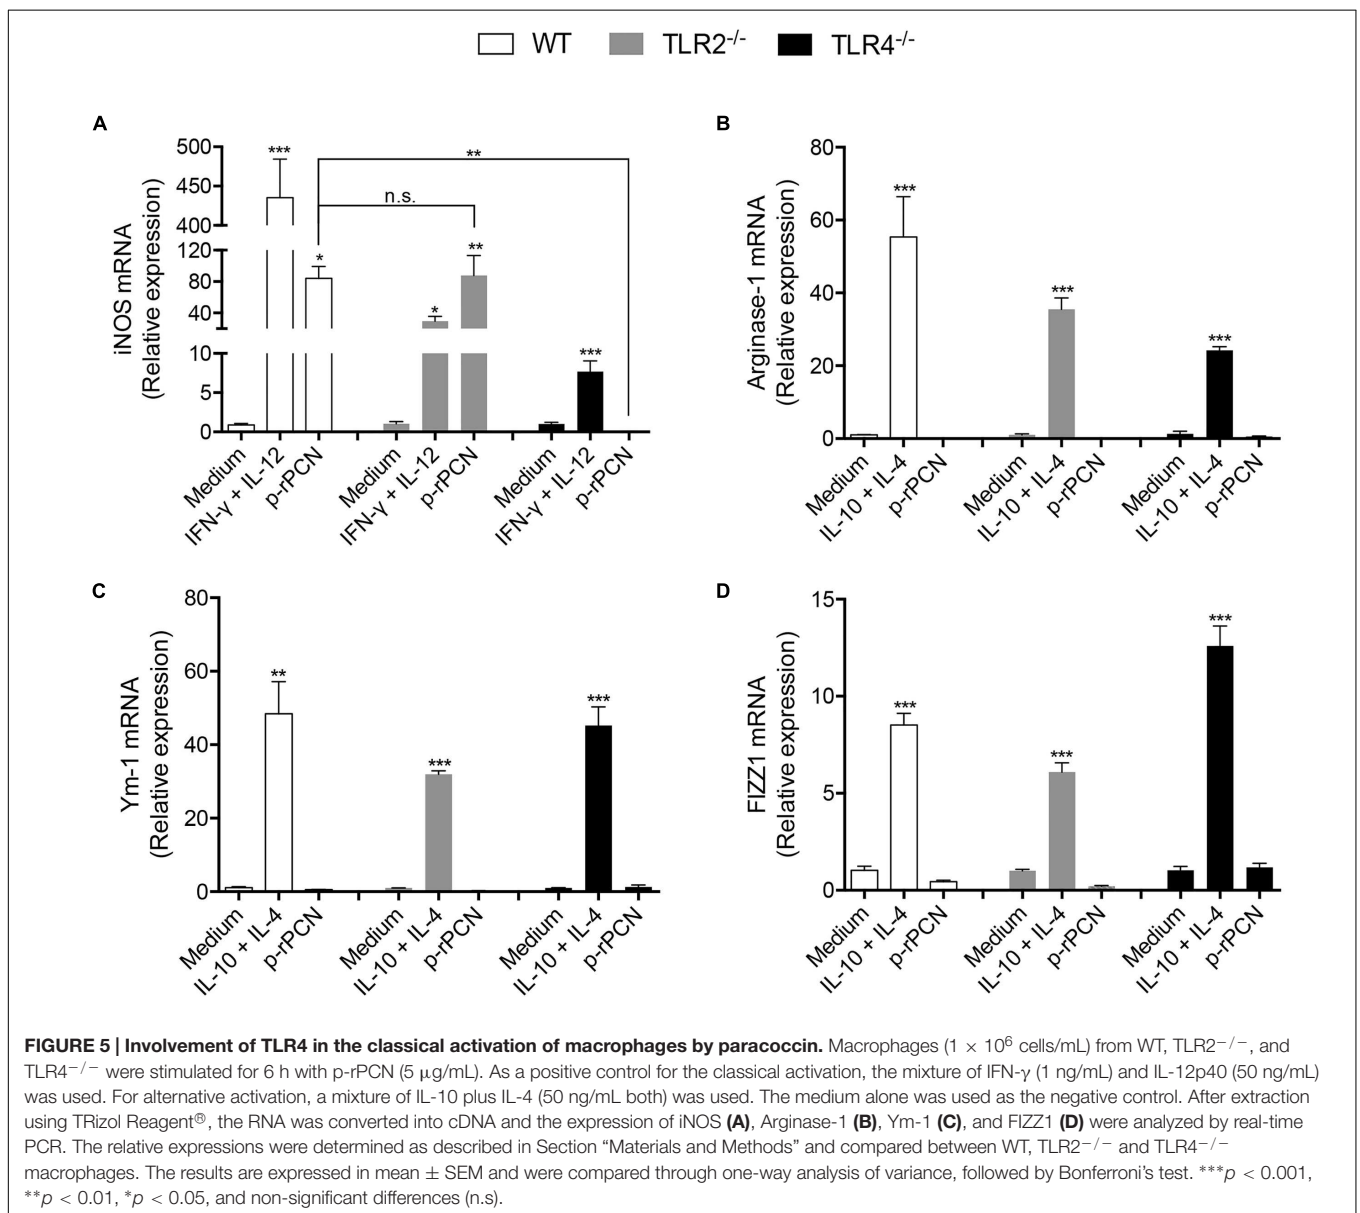 WT TLR2-/- TLR4-/-
A
iNOS mRNA
(Relative expression)
500
450
400
120
80
40
10
5
0
***
*
n.s.
**
*
**
***
Medium
IFN-γ + IL-12
p-rPCN
Medium
IFN-γ + IL-12
p-rPCN
Medium
IFN-γ + IL-12
p-rPCN
B
Arginase-1 mRNA
(Relative expression)
80
60
40
20
0
***
***
***
Medium
IL-10 + IL-4
p-rPCN
Medium
IL-10 + IL-4
p-rPCN
Medium
IL-10 + IL-4
p-rPCN
C
Ym-1 mRNA
(Relative expression)
80
60
40
20
0
**
***
***
Medium
IL-10 + IL-4
p-rPCN
Medium
IL-10 + IL-4
p-rPCN
Medium
IL-10 + IL-4
p-rPCN
D
FIZZ1 mRNA
(Relative expression)
15
10
5
0
***
***
***
Medium
IL-10 + IL-4
p-rPCN
Medium
IL-10 + IL-4
p-rPCN
Medium
IL-10 + IL-4
p-rPCN
FIGURE 5 | Involvement of TLR4 in the classical activation of macrophages by paracoccin. Macrophages (1 × 10⁶ cells/mL) from WT, TLR2−/−, and
TLR4−/− were stimulated for 6 h with p-rPCN (5 μg/mL). As a positive control for the classical activation, the mixture of IFN-γ (1 ng/mL) and IL-12p40 (50 ng/mL)
was used. For alternative activation, a mixture of IL-10 plus IL-4 (50 ng/mL both) was used. The medium alone was used as the negative control. After extraction
using TRizol Reagent®, the RNA was converted into cDNA and the expression of iNOS (A), Arginase-1 (B), Ym-1 (C), and FIZZ1 (D) were analyzed by real-time
PCR. The relative expressions were determined as described in Section “Materials and Methods” and compared between WT, TLR2−/− and TLR4−/−
macrophages. The results are expressed in mean ± SEM and were compared through one-way analysis of variance, followed by Bonferroni’s test. ***p < 0.001,
**p < 0.01, *p < 0.05, and non-significant differences (n.s).